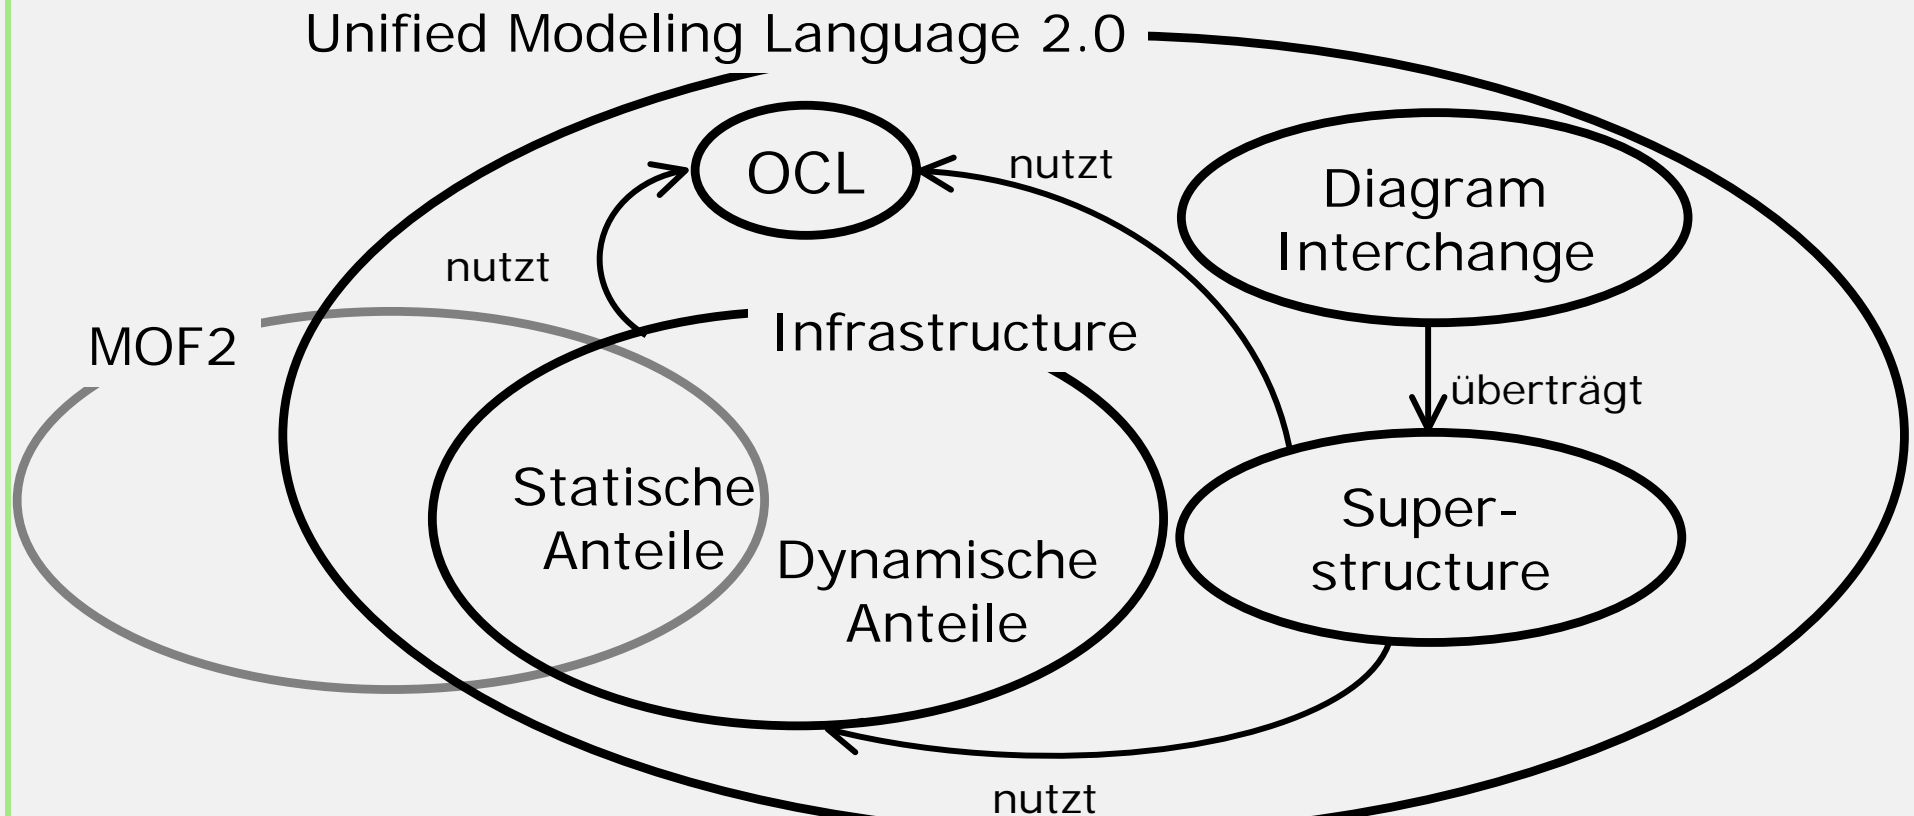 Unified Modeling Language 2.0
OCL
nutzt
Diagram
Interchange
nutzt
MOF2
Infrastructure
überträgt
Statische
Anteile
Dynamische
Anteile
Super-
structure
nutzt